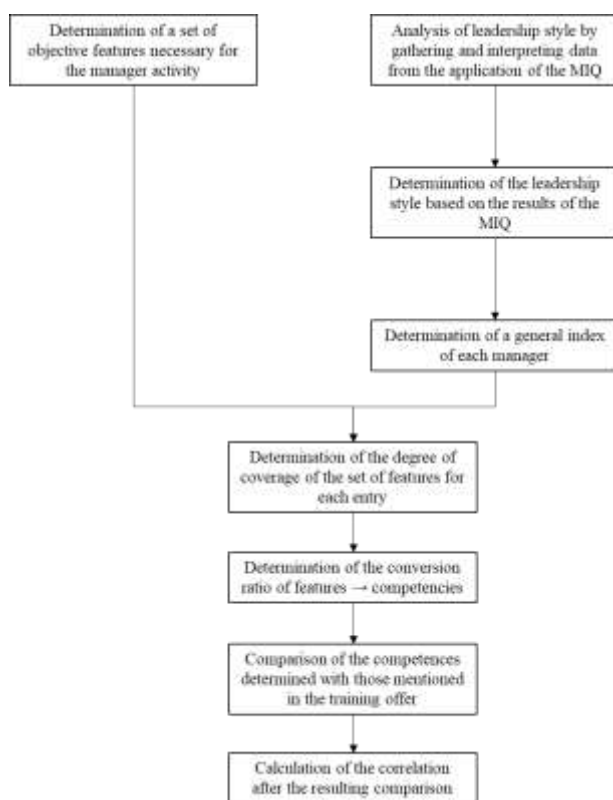 Determination of a set of
objective features necessary for
the manager activity
Analysis of leadership style by
gathering and interpreting data
from the application of the MIQ
Determination of the leadership
style based on the results of the
MIQ
Determination of a general index
of each manager
Determination of the degree of
coverage of the set of features for
each entry
Determination of the conversion
ratio of features → competencies
Comparison of the competences
determined with those mentioned
in the training offer
Calculation of the correlation
after the resulting comparison